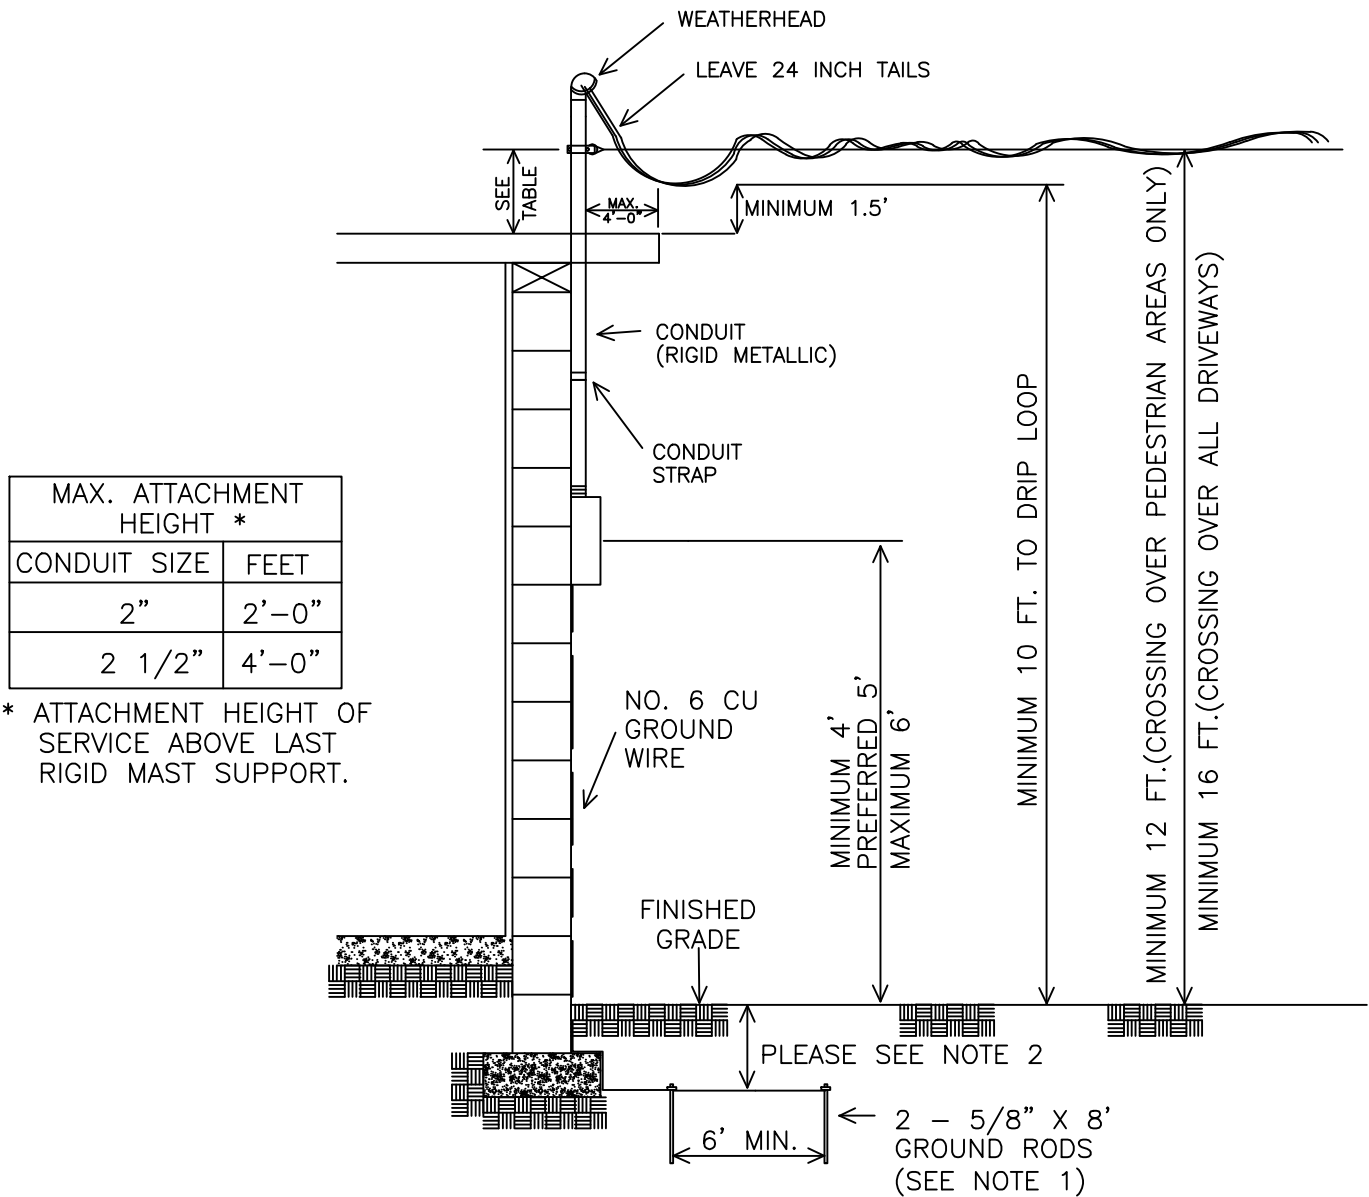 WEATHERHEAD
LEAVE 24 INCH TAILS
SEE
TABLE
MAX.
4'-0"
MINIMUM 1.5'
CONDUIT
(RIGID METALLIC)
CONDUIT
STRAP
MAX. ATTACHMENT
HEIGHT *
CONDUIT SIZE FEET
2" 2'-0"
2 1/2" 4'-0"
* ATTACHMENT HEIGHT OF
SERVICE ABOVE LAST
RIGID MAST SUPPORT.
NO. 6 CU
GROUND
WIRE
MINIMUM 4'
PREFERRED 5'
MAXIMUM 6'
MINIMUM 10 FT. TO DRIP LOOP
MINIMUM 12 FT.(CROSSING OVER PEDESTRIAN AREAS ONLY)
MINIMUM 16 FT.(CROSSING OVER ALL DRIVEWAYS)
FINISHED
GRADE
PLEASE SEE NOTE 2
6' MIN.
2 - 5/8" X 8'
GROUND RODS
(SEE NOTE 1)